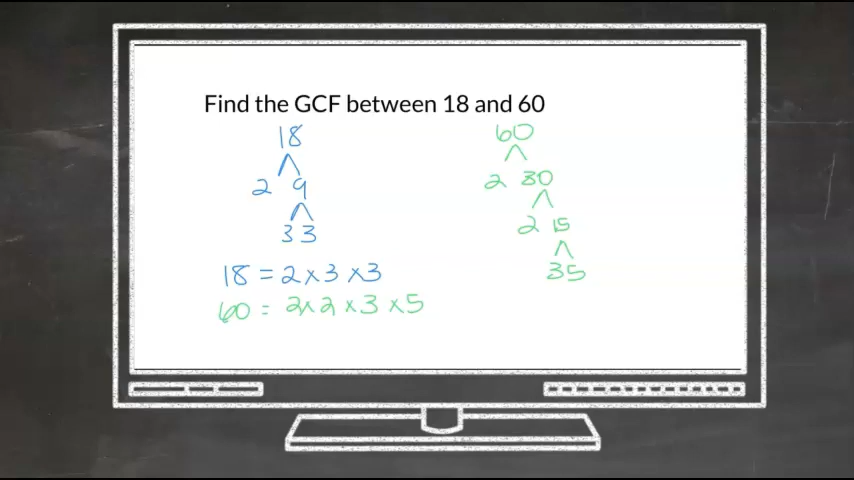 Find the GCF between 18 and 60
18
2 9
3 3
60
2 30
2 15
3 5
18 = 2 x 3 x 3
60 = 2 x 2 x 3 x 5